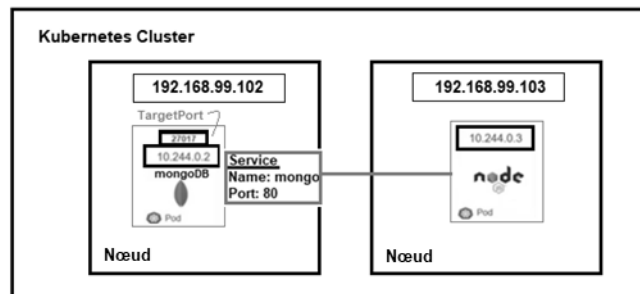 Kubernetes Cluster
192.168.99.102
TargetPort
27017
10.244.0.2
mongoDB
Pod
Service
Name: mongo
Port: 80
Nœud
192.168.99.103
10.244.0.3
node
JS
Pod
Nœud